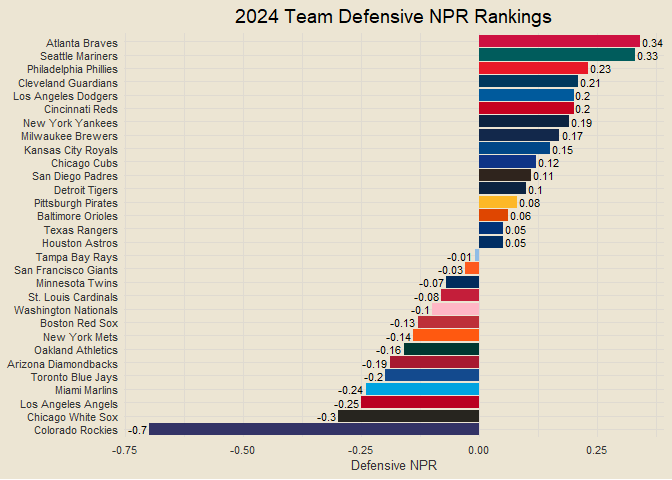 2024 Team Defensive NPR Rankings
Atlanta Braves 0.34
Seattle Mariners 0.33
Philadelphia Phillies 0.23
Cleveland Guardians 0.21
Los Angeles Dodgers 0.2
Cincinnati Reds 0.2
New York Yankees 0.19
Milwaukee Brewers 0.17
Kansas City Royals 0.15
Chicago Cubs 0.12
San Diego Padres 0.11
Detroit Tigers 0.1
Pittsburgh Pirates 0.08
Baltimore Orioles 0.06
Texas Rangers 0.05
Houston Astros 0.05
Tampa Bay Rays -0.01
San Francisco Giants -0.03
Minnesota Twins -0.07
St. Louis Cardinals -0.08
Washington Nationals -0.1
Boston Red Sox -0.13
New York Mets -0.14
Oakland Athletics -0.16
Arizona Diamondbacks -0.19
Toronto Blue Jays -0.2
Miami Marlins -0.24
Los Angeles Angels -0.25
Chicago White Sox -0.3
Colorado Rockies -0.7
-0.75 -0.50 -0.25 0.00 0.25
Defensive NPR